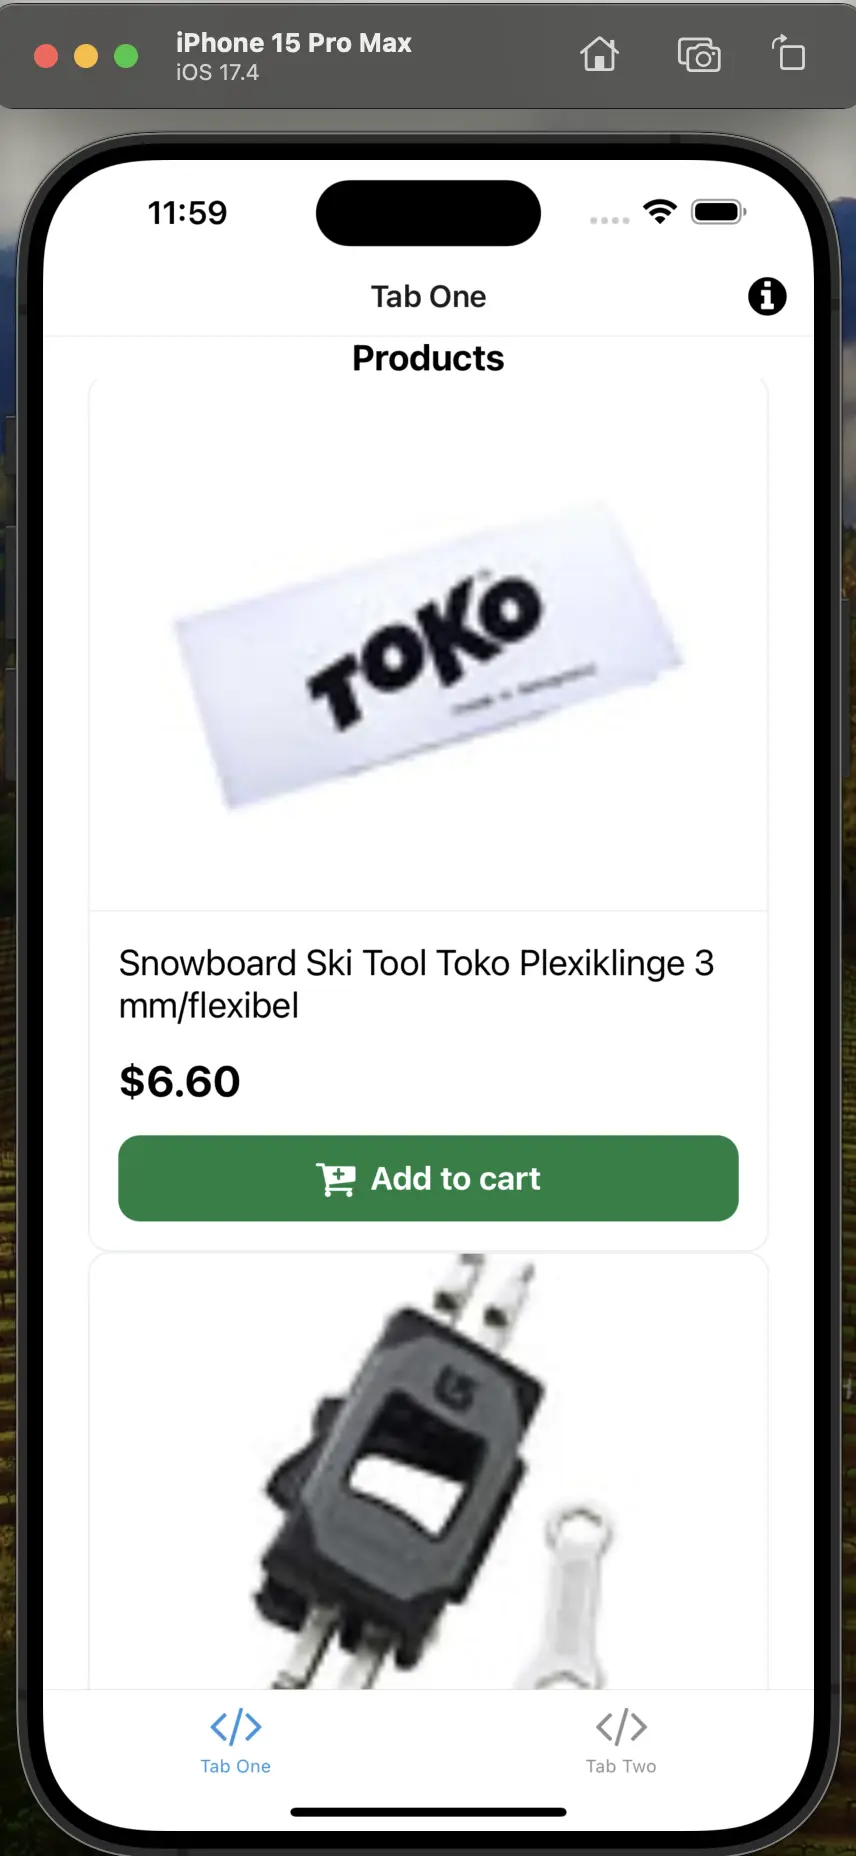 iPhone 15 Pro Max
iOS 17.4
11:59
Tab One
Products
TOKO
Snowboard Ski Tool Toko Plexiklinge 3
mm/flexibel
$6.60
Add to cart
Tab One
Tab Two